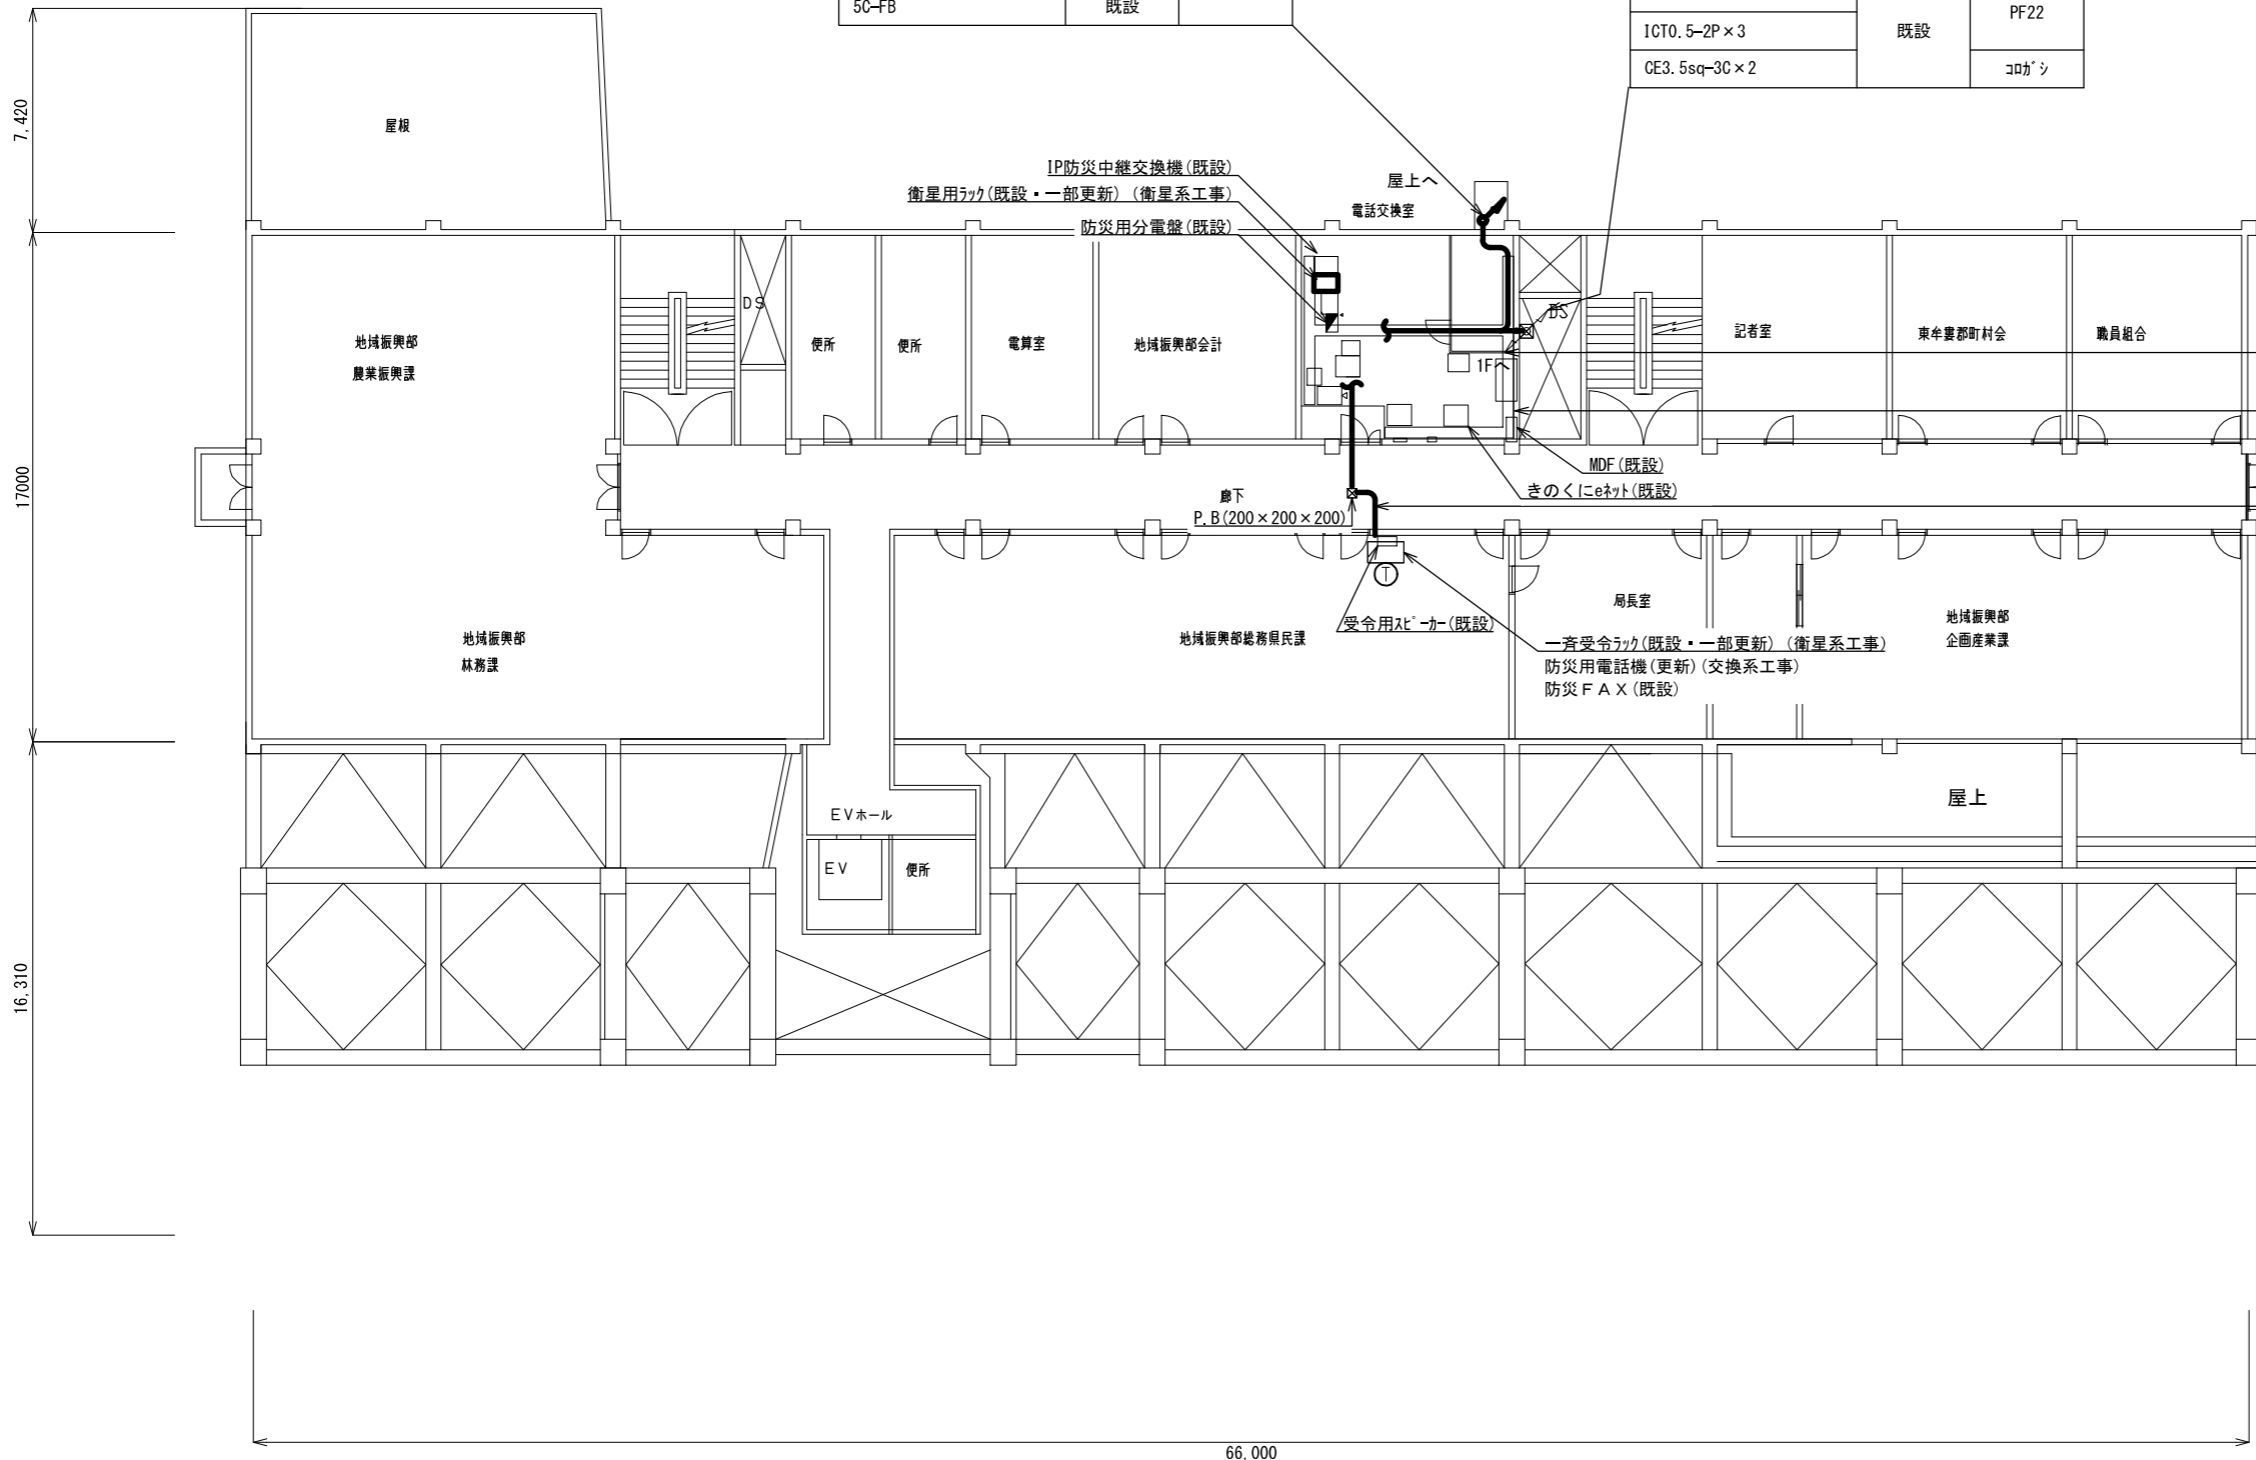 5C-FB
既設
PF22
ICT0.5-2P×3
既設
CE3.5sq-3C×2
コロガシ
7,420
屋根
IP防災中継交換機(既設)
屋上へ
衛星用ラック(既設・一部更新) (衛星系工事)
電話交換室
防災用分電盤(既設)
DS
DS
地域振興部
農業振興課
便所
便所
電算室
地域振興部会計
記者室
東牟婁郡町村会
職員組合
1Fへ
MDF(既設)
きのくにeネット(既設)
17000
廊下
P.B(200×200×200)
T
局長室
受令用スピーカー(既設)
地域振興部
林務課
地域振興部総務県民課
地域振興部
企画産業課
一斉受令ラック(既設・一部更新) (衛星系工事)
防災用電話機(更新)(交換系工事)
防災FAX(既設)
屋上
EVホール
EV
便所
16,310
66,000